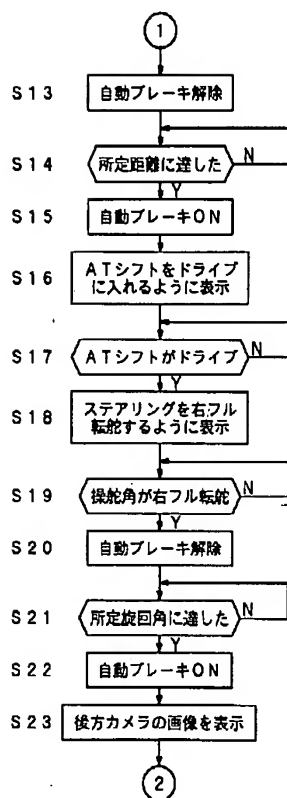 1
S13 自動ブレーキ解除
S14 所定距離に達した N
Y
S15 自動ブレーキON
S16 ATシフトをドライブ
に入れるように表示
S17 ATシフトがドライブ N
Y
S18 ステアリングを右フル
転舵するように表示
S19 操舵角が右フル転舵 N
Y
S20 自動ブレーキ解除
S21 所定旋回角に達した N
Y
S22 自動ブレーキON
S23 後方カメラの画像を表示
2